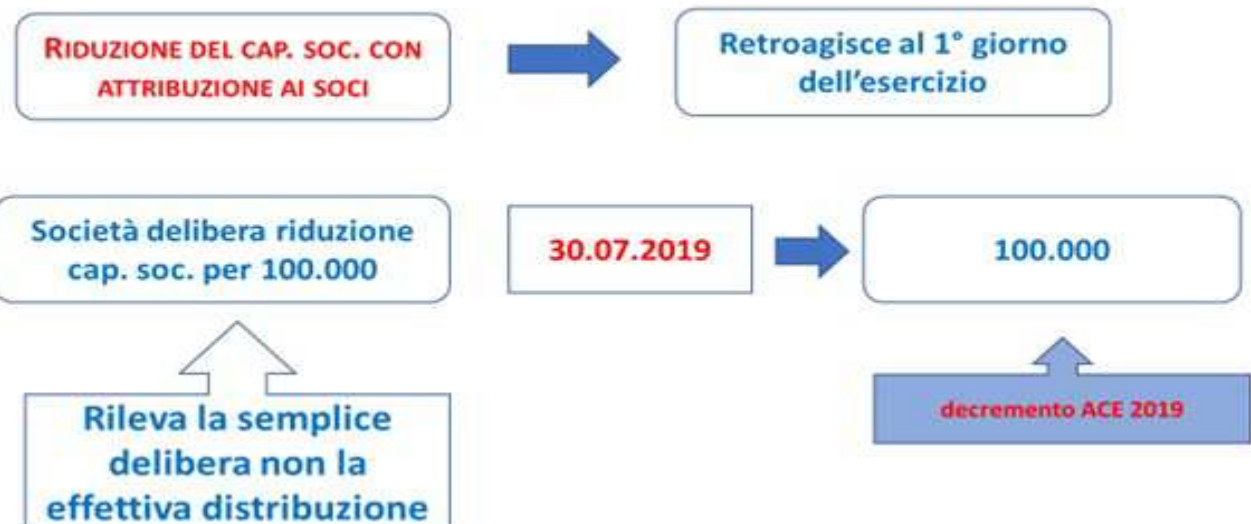 RIDUZIONE DEL CAP. SOC. CON
ATTRIBUZIONE AI SOCI
Retroagisce al 1° giorno
dell'esercizio
Società delibera riduzione
cap. soc. per 100.000
30.07.2019
100.000
Rileva la semplice
delibera non la
effettiva distribuzione
decremento ACE 2019